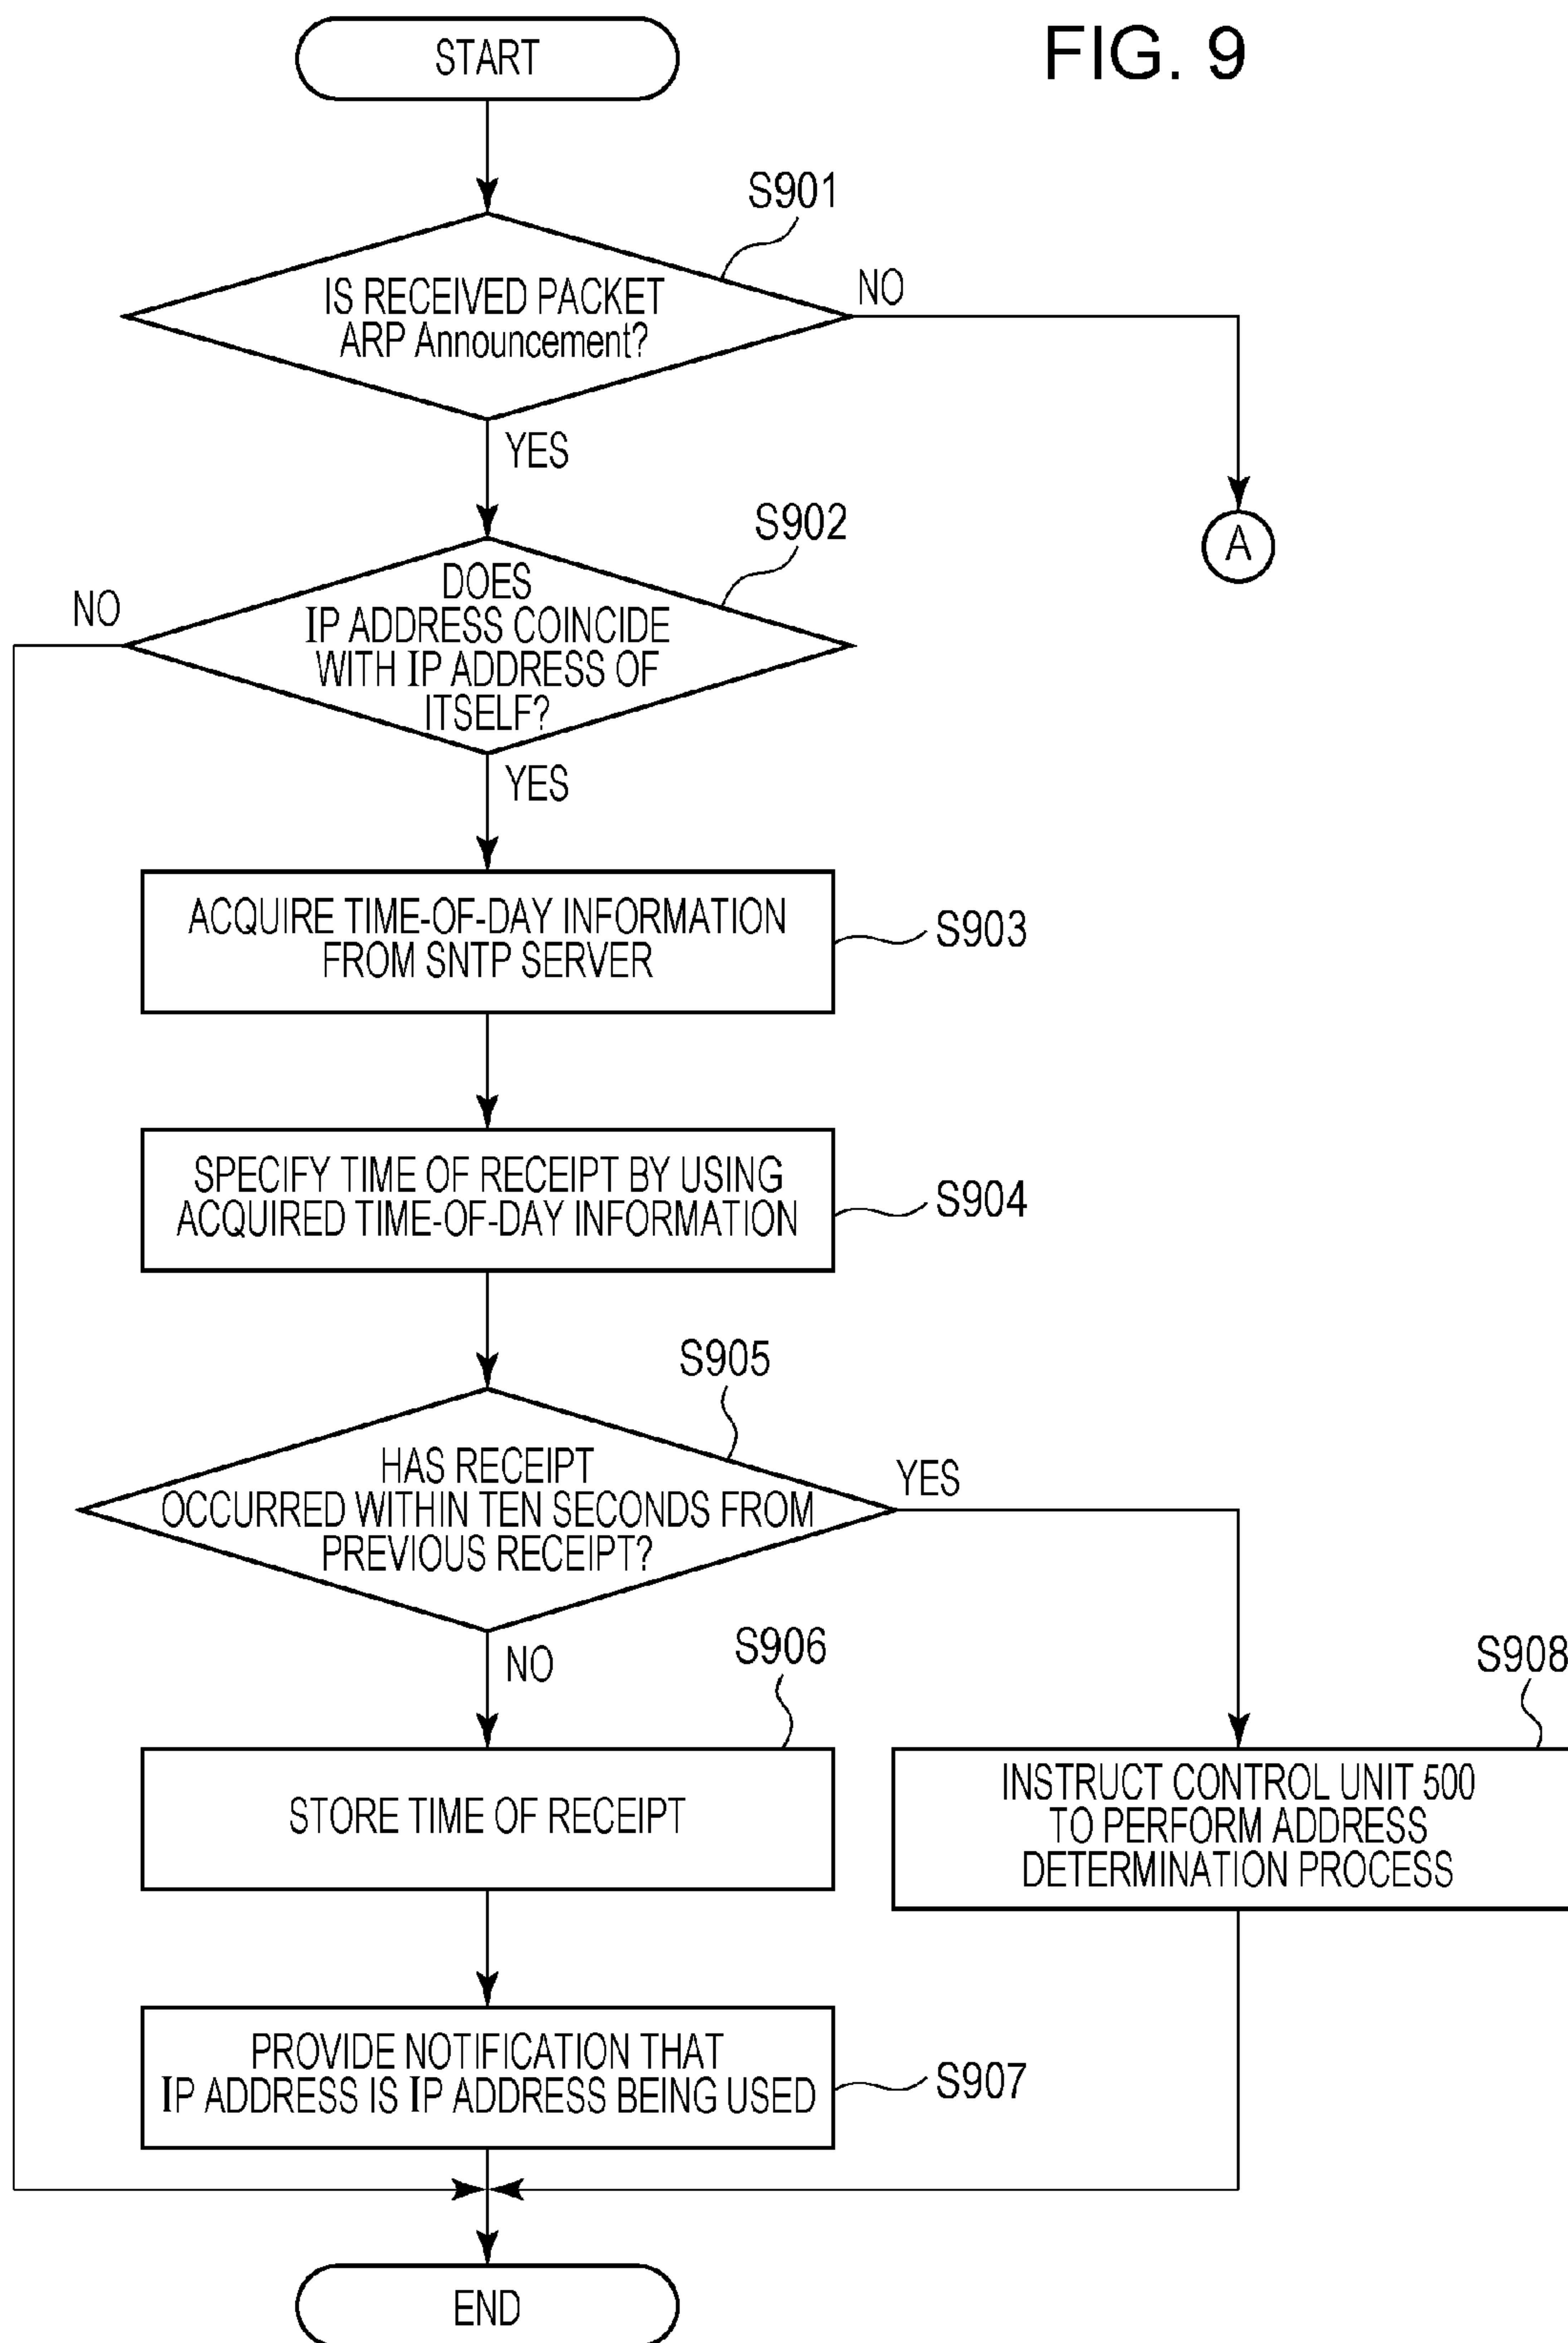 START
FIG. 9
S901
IS RECEIVED PACKET
ARP Announcement?
NO
YES
A
S902
DOES
IP ADDRESS COINCIDE
WITH IP ADDRESS OF
ITSELF?
NO
YES
ACQUIRE TIME-OF-DAY INFORMATION
FROM SNTP SERVER
S903
SPECIFY TIME OF RECEIPT BY USING
ACQUIRED TIME-OF-DAY INFORMATION
S904
S905
HAS RECEIPT
OCCURRED WITHIN TEN SECONDS FROM
PREVIOUS RECEIPT?
YES
NO
S906
STORE TIME OF RECEIPT
S908
INSTRUCT CONTROL UNIT 500
TO PERFORM ADDRESS
DETERMINATION PROCESS
PROVIDE NOTIFICATION THAT
IP ADDRESS IS IP ADDRESS BEING USED
S907
END